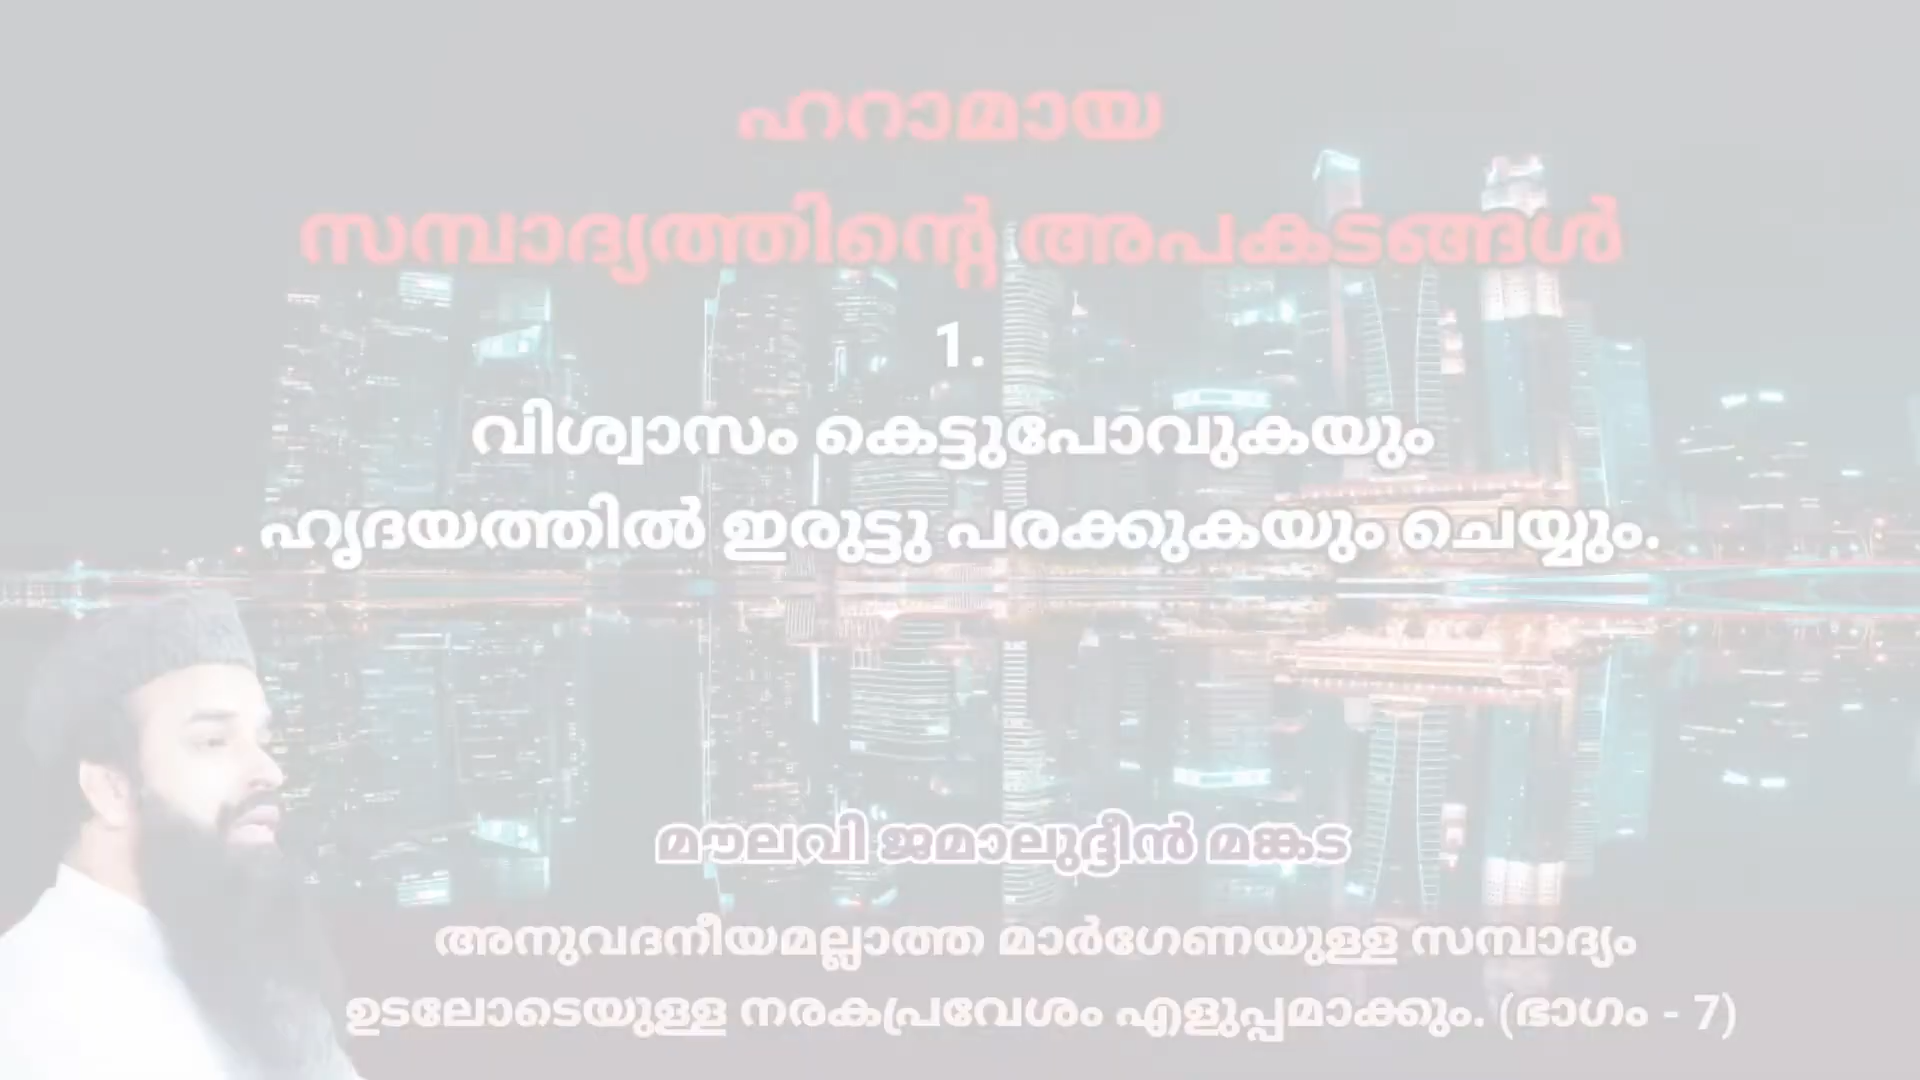 ഹറാമായ
സമ്പാദ്യത്തിന്റെ അപകടങ്ങൾ
1.
വിശ്വാസം കെട്ടുപോവുകയും
ഹൃദയത്തിൽ ഇരുട്ടു പരക്കുകയും ചെയ്യും.
മൗലവി ജമാലുദ്ദീൻ മങ്കട
അനുവദനീയമല്ലാത്ത മാർഗേണയുള്ള സമ്പാദ്യം
ഉടലോടെയുള്ള നരകപ്രവേശം എളുപ്പമാക്കും. (ഭാഗം - 7)